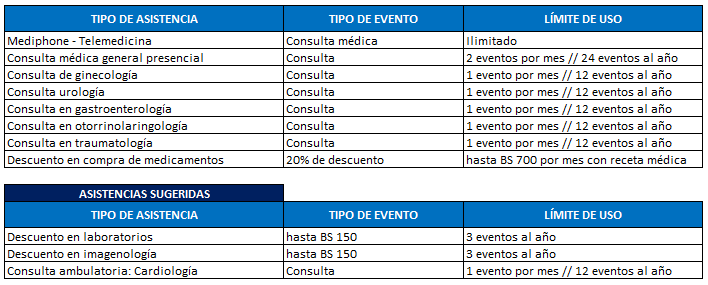 TIPO DE ASISTENCIA TIPO DE EVENTO LÍMITE DE USO
Mediphone - Telemedicina Consulta médica Ilimitado
Consulta médica general presencial Consulta 2 eventos por mes // 24 eventos al año
Consulta de ginecología Consulta 1 evento por mes // 12 eventos al año
Consulta urología Consulta 1 evento por mes // 12 eventos al año
Consulta en gastroenterología Consulta 1 evento por mes // 12 eventos al año
Consulta en otorrinolaringología Consulta 1 evento por mes // 12 eventos al año
Consulta en traumatología Consulta 1 evento por mes // 12 eventos al año
Descuento en compra de medicamentos 20% de descuento hasta BS 700 por mes con receta médica
ASISTENCIAS SUGERIDAS
TIPO DE ASISTENCIA TIPO DE EVENTO LÍMITE DE USO
Descuento en laboratorios hasta BS 150 3 eventos al año
Descuento en imagenología hasta BS 150 3 eventos al año
Consulta ambulatoria: Cardiología Consulta 1 evento por mes // 12 eventos al año